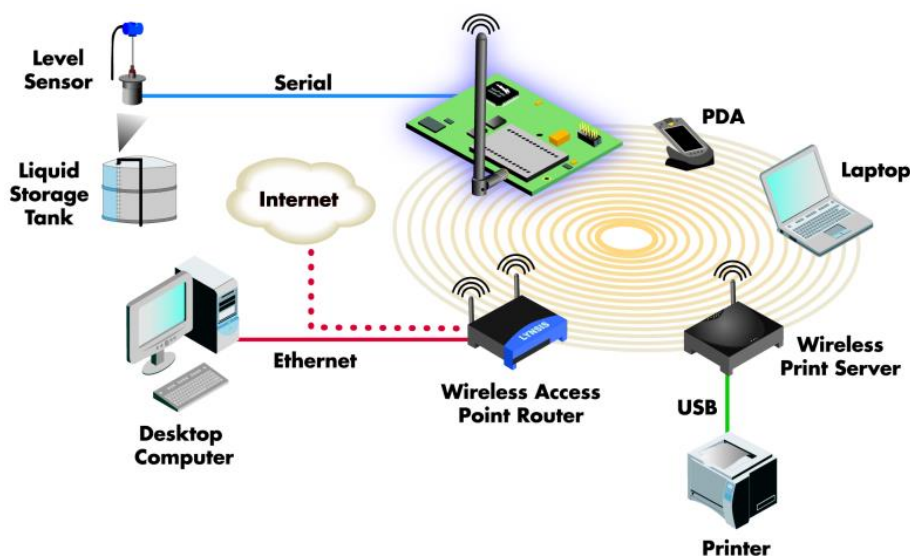 Level
Sensor
Serial
PDA
Laptop
Liquid
Storage
Tank
Internet
LYNSIS
Ethernet
Wireless Access
Point Router
Wireless
Print Server
USB
Desktop
Computer
Printer